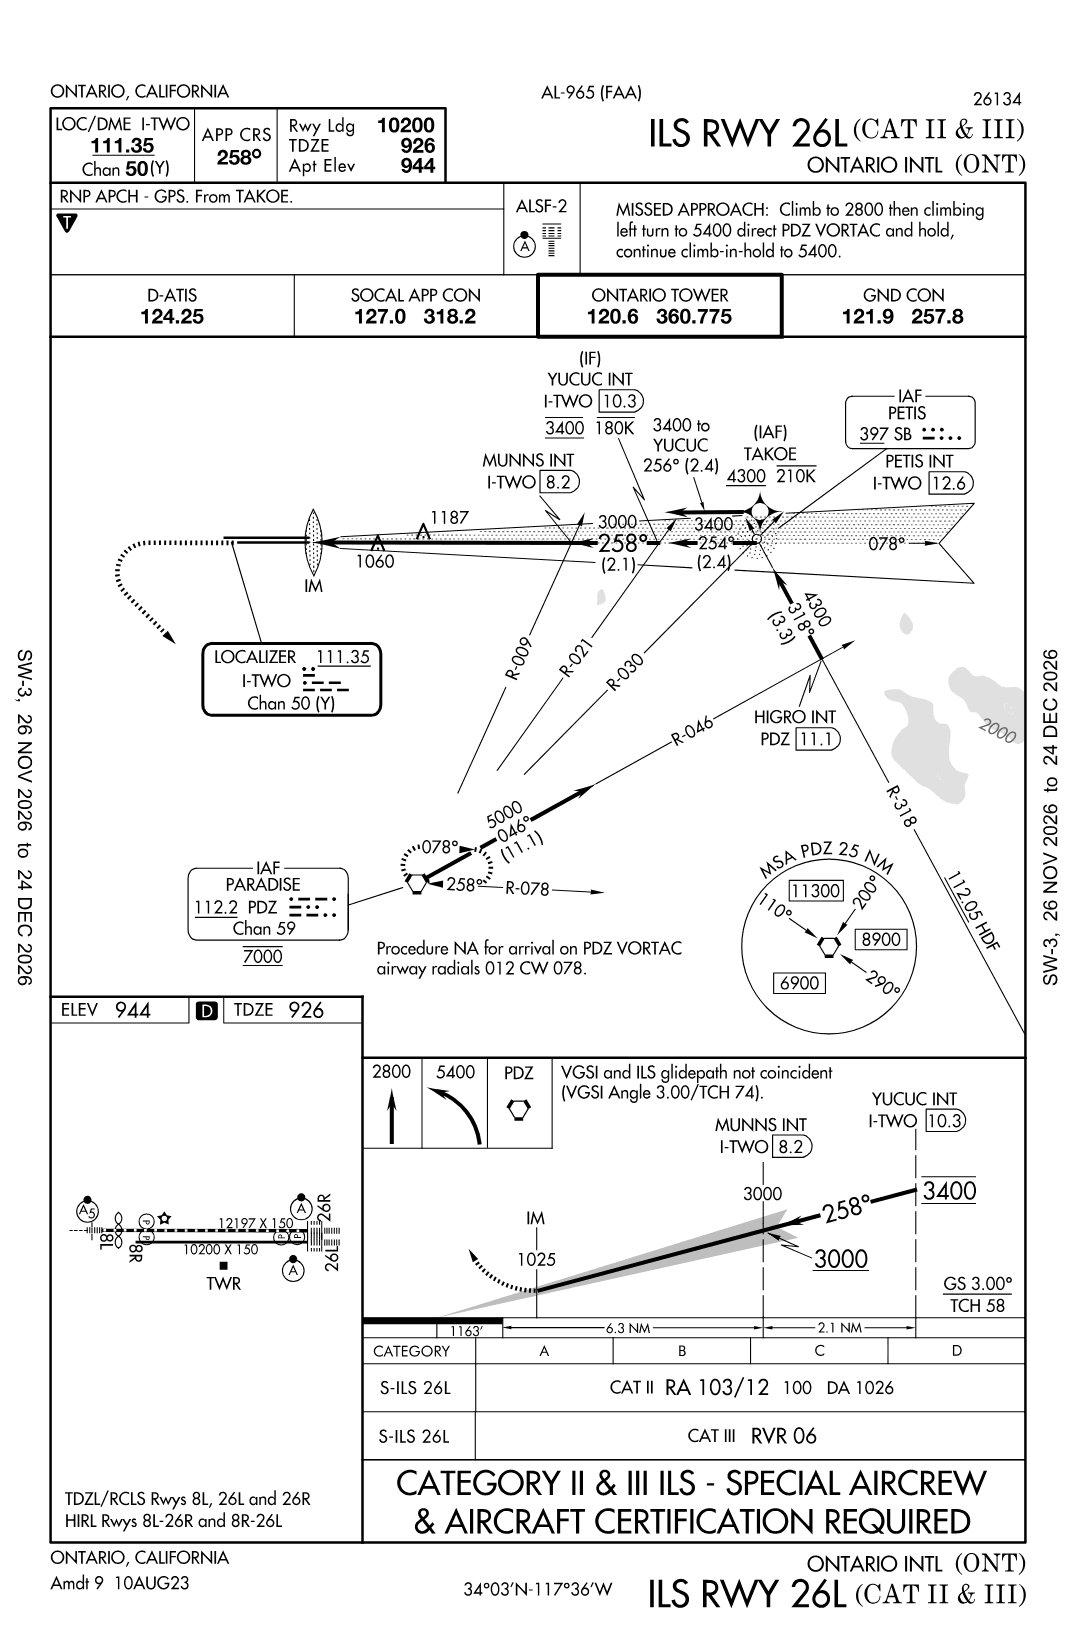 ONTARIO, CALIFORNIA
AL-965 (FAA)
26134
LOC/DME I-TWO
111.35
Chan 50 (Y)
APP CRS
258°
Rwy Ldg 10200
TDZE 926
Apt Elev 944
ILS RWY 26L (CAT II & III)
ONTARIO INTL (ONT)
RNP APCH - GPS. From TAKOE.
T
ALSF-2
A
MISSED APPROACH: Climb to 2800 then climbing
left turn to 5400 direct PDZ VORTAC and hold,
continue climb-in-hold to 5400.
D-ATIS
124.25
SOCAL APP CON
127.0 318.2
ONTARIO TOWER
120.6 360.775
GND CON
121.9 257.8
(IF)
YUCUC INT
I-TWO 10.3
3400 180K
3400 to
YUCUC
256° (2.4)
(IAF)
TAKOE
4300 210K
IAF
PETIS
397 SB
PETIS INT
I-TWO 12.6
MUNNS INT
I-TWO 8.2
1187
1060
IM
3000
258°
(2.1)
3400
254°
(2.4)
078°
4300
318°
(3.3)
LOCALIZER 111.35
I-TWO
Chan 50 (Y)
R-009
R-021
R-030
R-046
HIGRO INT
PDZ 11.1
2000
R-318
112.05 HDF
5000
046°
(11.1)
078°
258°
R-078
IAF
PARADISE
112.2 PDZ
Chan 59
7000
Procedure NA for arrival on PDZ VORTAC
airway radials 012 CW 078.
MSA PDZ 25 NM
11300
110°
200°
8900
6900
290°
SW-3, 26 NOV 2026 to 24 DEC 2026
SW-3, 26 NOV 2026 to 24 DEC 2026
ELEV 944
D
TDZE 926
A5
P
8L
8R
12197 X 150
10200 X 150
P
P
P
A
26R
26L
A
TWR
TDZL/RCLS Rwys 8L, 26L and 26R
HIRL Rwys 8L-26R and 8R-26L
2800
5400
PDZ
VGSI and ILS glidepath not coincident
(VGSI Angle 3.00/TCH 74).
YUCUC INT
I-TWO 10.3
MUNNS INT
I-TWO 8.2
3000
258°
3400
IM
1025
3000
GS 3.00°
TCH 58
1163'
6.3 NM
2.1 NM
CATEGORY A B C D
S-ILS 26L CAT II RA 103/12 100 DA 1026
S-ILS 26L CAT III RVR 06
CATEGORY II & III ILS - SPECIAL AIRCREW
& AIRCRAFT CERTIFICATION REQUIRED
ONTARIO, CALIFORNIA
Amdt 9 10AUG23
34°03'N-117°36'W
ONTARIO INTL (ONT)
ILS RWY 26L (CAT II & III)